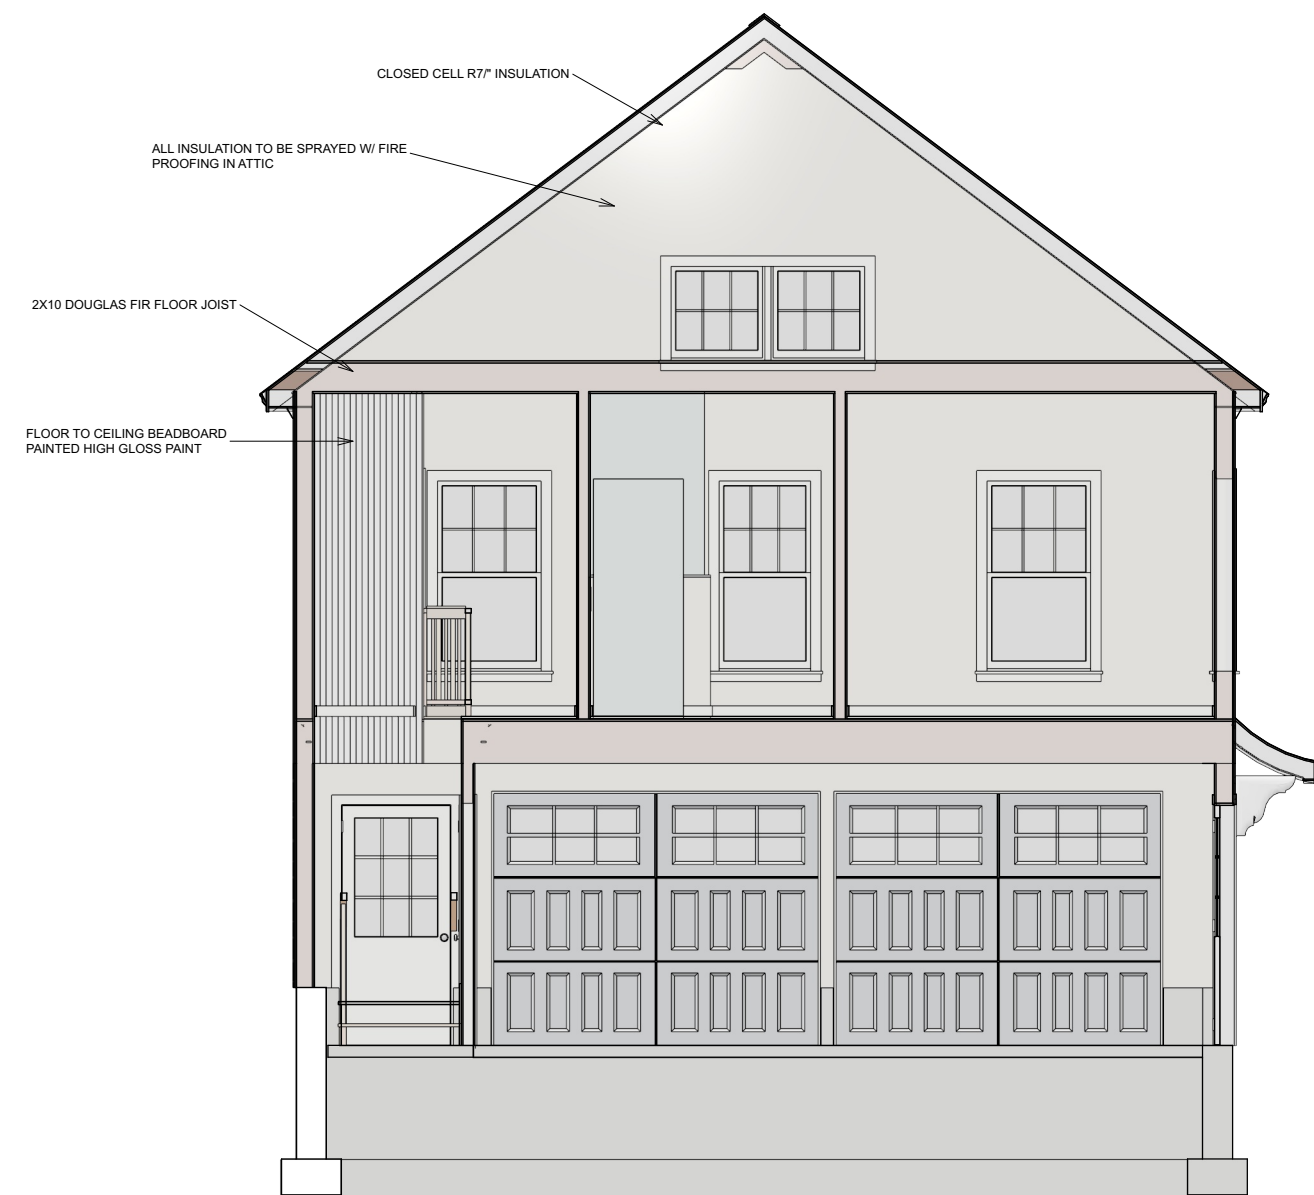 CLOSED CELL R7/" INSULATION
ALL INSULATION TO BE SPRAYED W/ FIRE
PROOFING IN ATTIC
2X10 DOUGLAS FIR FLOOR JOIST
FLOOR TO CEILING BEADBOARD
PAINTED HIGH GLOSS PAINT